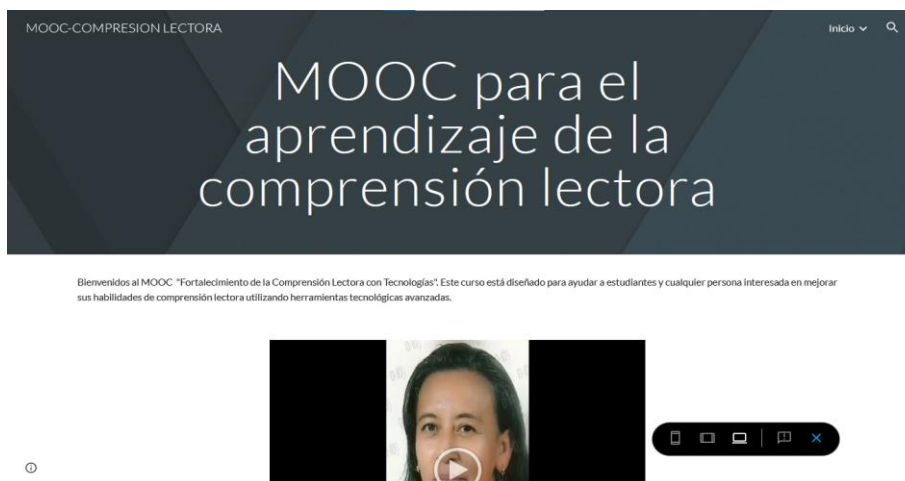 MOOC-COMPRESION LECTORA
Inicio
MOOC para el
aprendizaje de la
comprensión lectora
Bienvenidos al MOOC "Fortalecimiento de la Comprensión Lectora con Tecnologías". Este curso está diseñado para ayudar a estudiantes y cualquier persona interesada en mejorar
sus habilidades de comprensión lectora utilizando herramientas tecnológicas avanzadas.